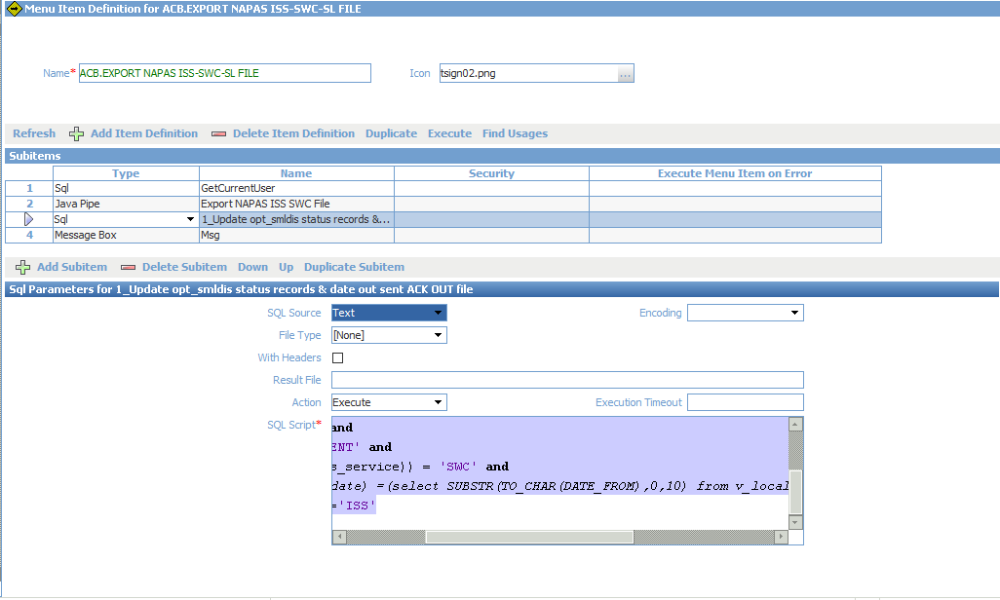 Menu Item Definition for ACB.EXPORT NAPAS ISS-SWC-SL FILE
Name* ACB.EXPORT NAPAS ISS-SWC-SL FILE Icon tsign02.png ...
Refresh Add Item Definition Delete Item Definition Duplicate Execute Find Usages
Subitems
Type Name Security Execute Menu Item on Error
1 Sql GetCurrentUser
2 Java Pipe Export NAPAS ISS SWC File
Sql 1_Update opt_smldis status records &...
4 Message Box Msg
Add Subitem Delete Subitem Down Up Duplicate Subitem
Sql Parameters for 1_Update opt_smldis status records & date out sent ACK OUT file
SQL Source Text Encoding
File Type [None]
With Headers
Result File
Action Execute Execution Timeout
SQL Script* and
ENT' and
s_service)) = 'SWC' and
date) =(select SUBSTR(TO_CHAR(DATE_FROM),0,10) from v_local
='ISS'